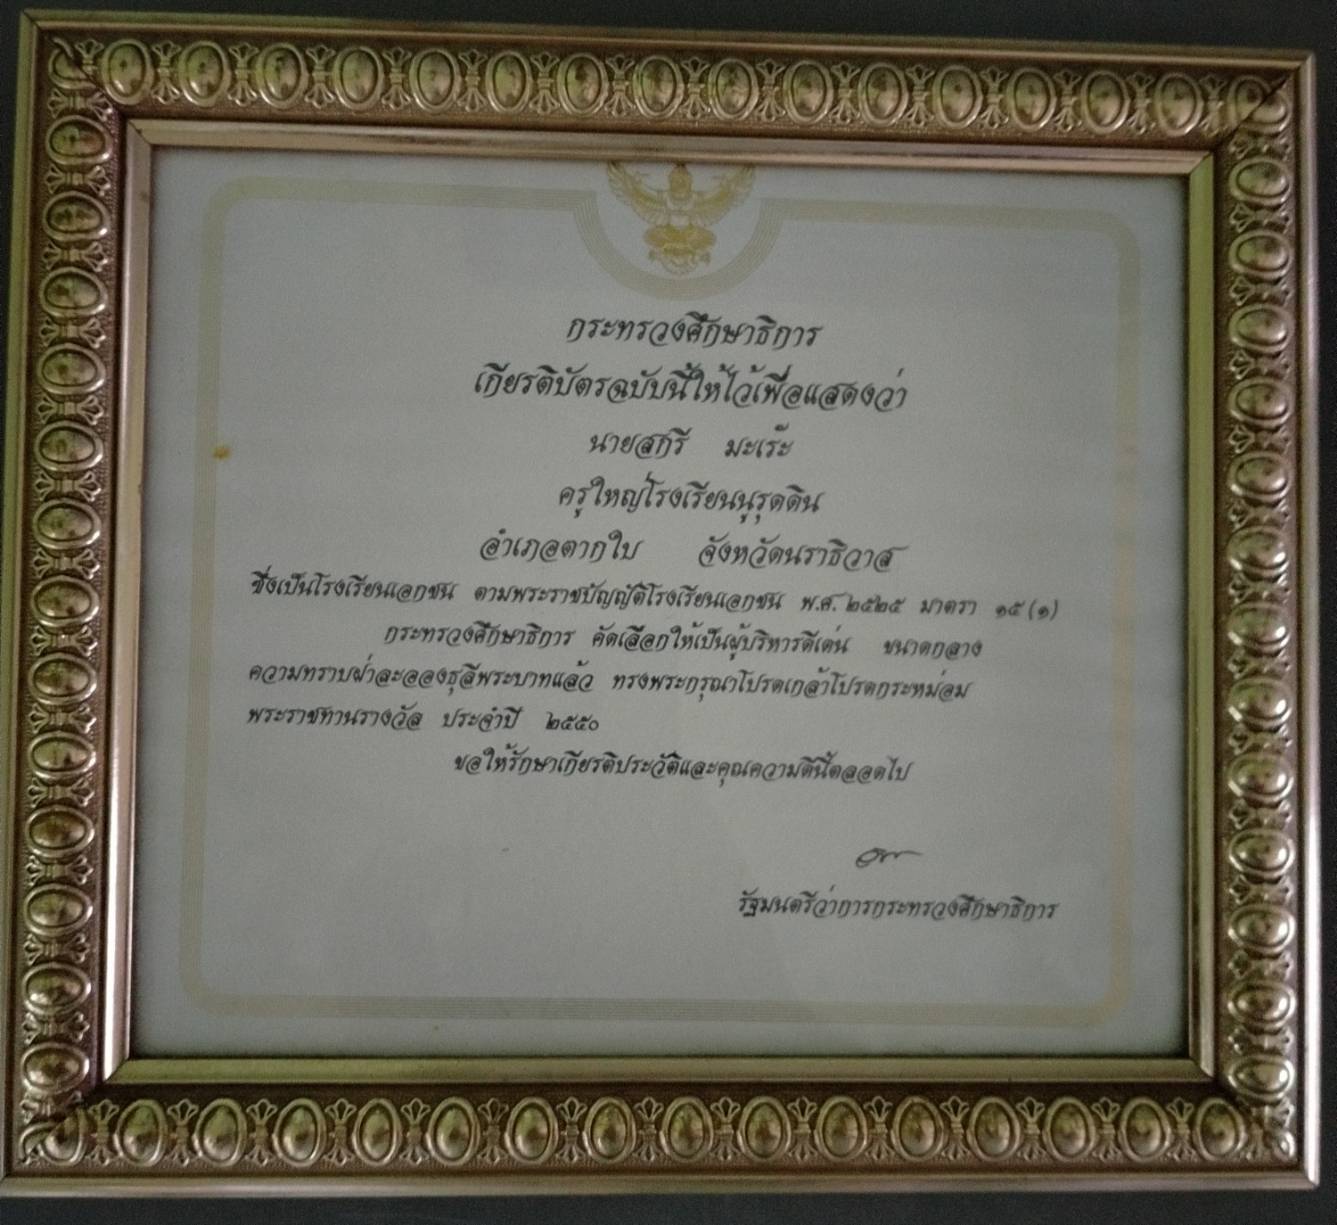 กระทรวงศึกษาธิการ
เกียรติบัตรฉบับนี้ให้ไว้เพื่อแสดงว่า
นายสกรี มะเร๊ะ
ครูใหญ่โรงเรียนนูรุดดิน
อำเภอตากใบ จังหวัดนราธิวาส
ซึ่งเป็นโรงเรียนเอกชน ตามพระราชบัญญัติโรงเรียนเอกชน พ.ศ. ๒๕๒๕ มาตรา ๑๕ (๑)
กระทรวงศึกษาธิการ คัดเลือกให้เป็นผู้บริหารดีเด่น ขนาดกลาง
ความทราบฝ่าละอองธุลีพระบาทแล้ว ทรงพระกรุณาโปรดเกล้าโปรดกระหม่อม
พระราชทานรางวัล ประจำปี ๒๕๕๐
ขอให้รักษาเกียรติประวัติและคุณความดีนี้ตลอดไป
รัฐมนตรีว่าการกระทรวงศึกษาธิการ